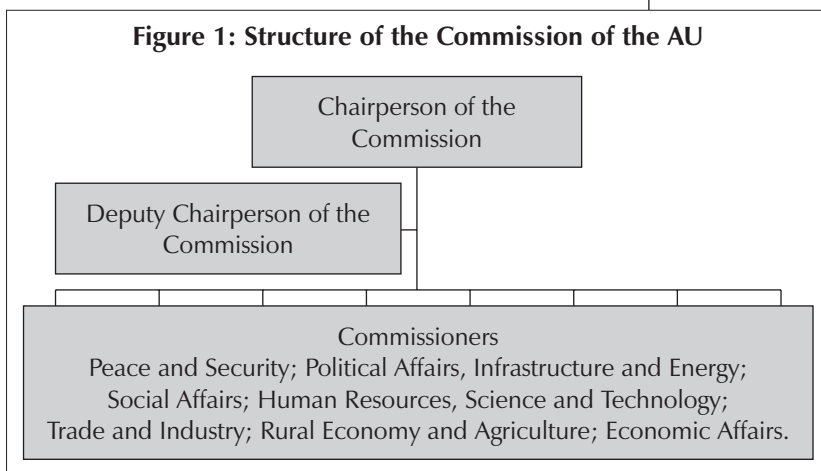 Figure 1: Structure of the Commission of the AU
Chairperson of the
Commission
Deputy Chairperson of the
Commission
Commissioners
Peace and Security; Political Affairs, Infrastructure and Energy;
Social Affairs; Human Resources, Science and Technology;
Trade and Industry; Rural Economy and Agriculture; Economic Affairs.